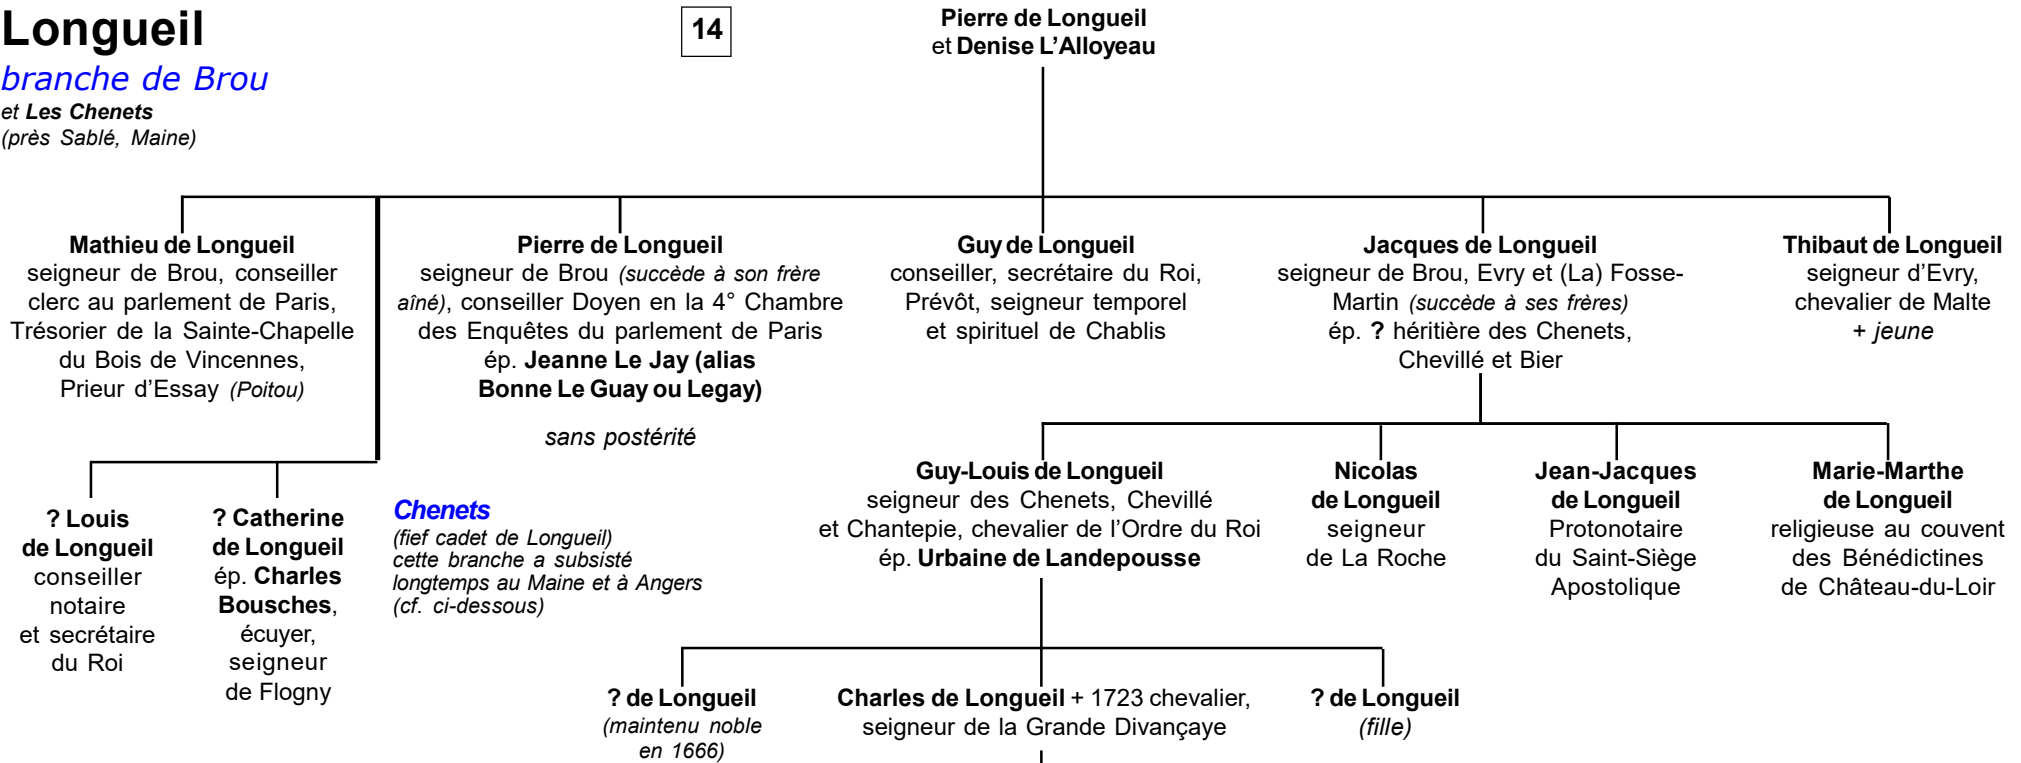 Longueil
branche de Brou
et Les Chenets
(près Sablé, Maine)
14
Pierre de Longueil
et Denise L’Alloyeau
Mathieu de Longueil
seigneur de Brou, conseiller
clerc au parlement de Paris,
Trésorier de la Sainte-Chapelle
du Bois de Vincennes,
Prieur d’Essay (Poitou)
Pierre de Longueil
seigneur de Brou (succède à son frère
aîné), conseiller Doyen en la 4° Chambre
des Enquêtes du parlement de Paris
ép. Jeanne Le Jay (alias
Bonne Le Guay ou Legay)
sans postérité
Guy de Longueil
conseiller, secrétaire du Roi,
Prévôt, seigneur temporel
et spirituel de Chablis
Jacques de Longueil
seigneur de Brou, Evry et (La) Fosse-
Martin (succède à ses frères)
ép. ? héritière des Chenets,
Chevillé et Bier
Thibaut de Longueil
seigneur d’Evry,
chevalier de Malte
+ jeune
? Louis
de Longueil
conseiller
notaire
et secrétaire
du Roi
? Catherine
de Longueil
ép. Charles
Bousches,
écuyer,
seigneur
de Flogny
Chenets
(fief cadet de Longueil)
cette branche a subsisté
longtemps au Maine et à Angers
(cf. ci-dessous)
Guy-Louis de Longueil
seigneur des Chenets, Chevillé
et Chantepie, chevalier de l’Ordre du Roi
ép. Urbaine de Landepousse
Nicolas
de Longueil
seigneur
de La Roche
Jean-Jacques
de Longueil
Protonotaire
du Saint-Siège
Apostolique
Marie-Marthe
de Longueil
religieuse au couvent
des Bénédictines
de Château-du-Loir
? de Longueil
(maintenu noble
en 1666)
Charles de Longueil + 1723 chevalier,
seigneur de la Grande Divançaye
? de Longueil
(fille)